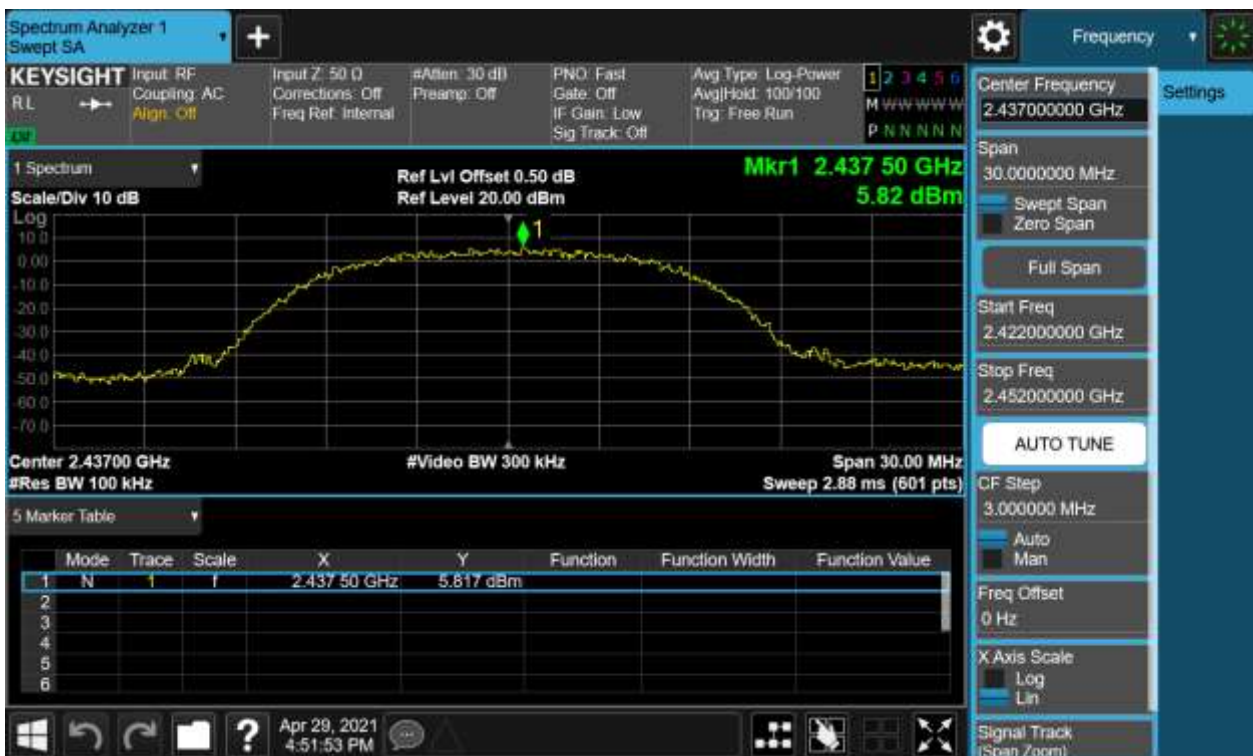 Spectrum Analyzer 1
Swept SA
Frequency
KEYSIGHT
RL
Input: RF
Coupling: AC
Align: Off
Input Z: 50 Ω
Corrections: Off
Freq Ref: Internal
#Atten: 30 dB
Preamp: Off
PNO: Fast
Gate: Off
IF Gain: Low
Sig Track: Off
Avg Type: Log-Power
Avg|Hold: 100/100
Trig: Free Run
1 2 3 4 5 6
M W W W W W
P N N N N N
Center Frequency
2.437000000 GHz
Settings
Span
30.0000000 MHz
Swept Span
Zero Span
Full Span
Start Freq
2.422000000 GHz
Stop Freq
2.452000000 GHz
AUTO TUNE
CF Step
3.000000 MHz
Auto
Man
Freq Offset
0 Hz
X Axis Scale
Log
Lin
Signal Track
(Span Zoom)
1 Spectrum
Scale/Div 10 dB
Ref Lvl Offset 0.50 dB
Ref Level 20.00 dBm
Mkr1 2.437 50 GHz
5.82 dBm
Log
10.0
0.00
-10.0
-20.0
-30.0
-40.0
-50.0
-60.0
-70.0
1
Center 2.43700 GHz
#Video BW 300 kHz
Span 30.00 MHz
#Res BW 100 kHz
Sweep 2.88 ms (601 pts)
5 Marker Table
Mode Trace Scale X Y Function Function Width Function Value
1 N 1 f 2.437 50 GHz 5.817 dBm
2
3
4
5
6
?
Apr 29, 2021
4:51:53 PM